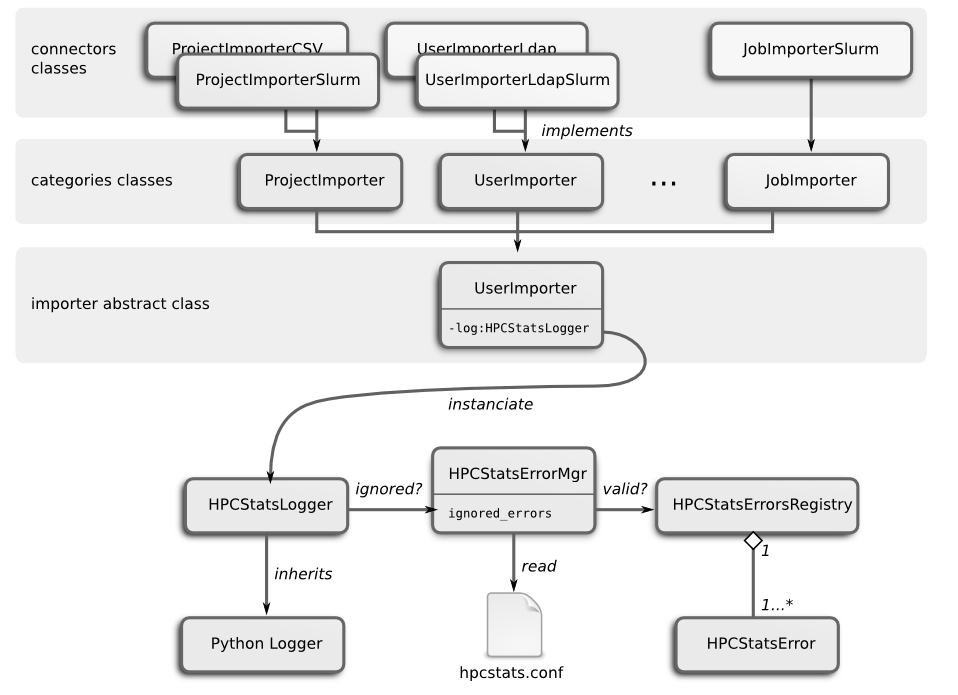 connectors
classes
ProjectImporterCSV
ProjectImporterSlurm
UserImporterLdap
UserImporterLdapSlurm
JobImporterSlurm
implements
categories classes
ProjectImporter
UserImporter
...
JobImporter
importer abstract class
UserImporter
-log:HPCStatsLogger
instanciate
HPCStatsLogger
ignored?
HPCStatsErrorMgr
ignored_errors
valid?
HPCStatsErrorsRegistry
1
inherits
read
1...*
Python Logger
hpcstats.conf
HPCStatsError